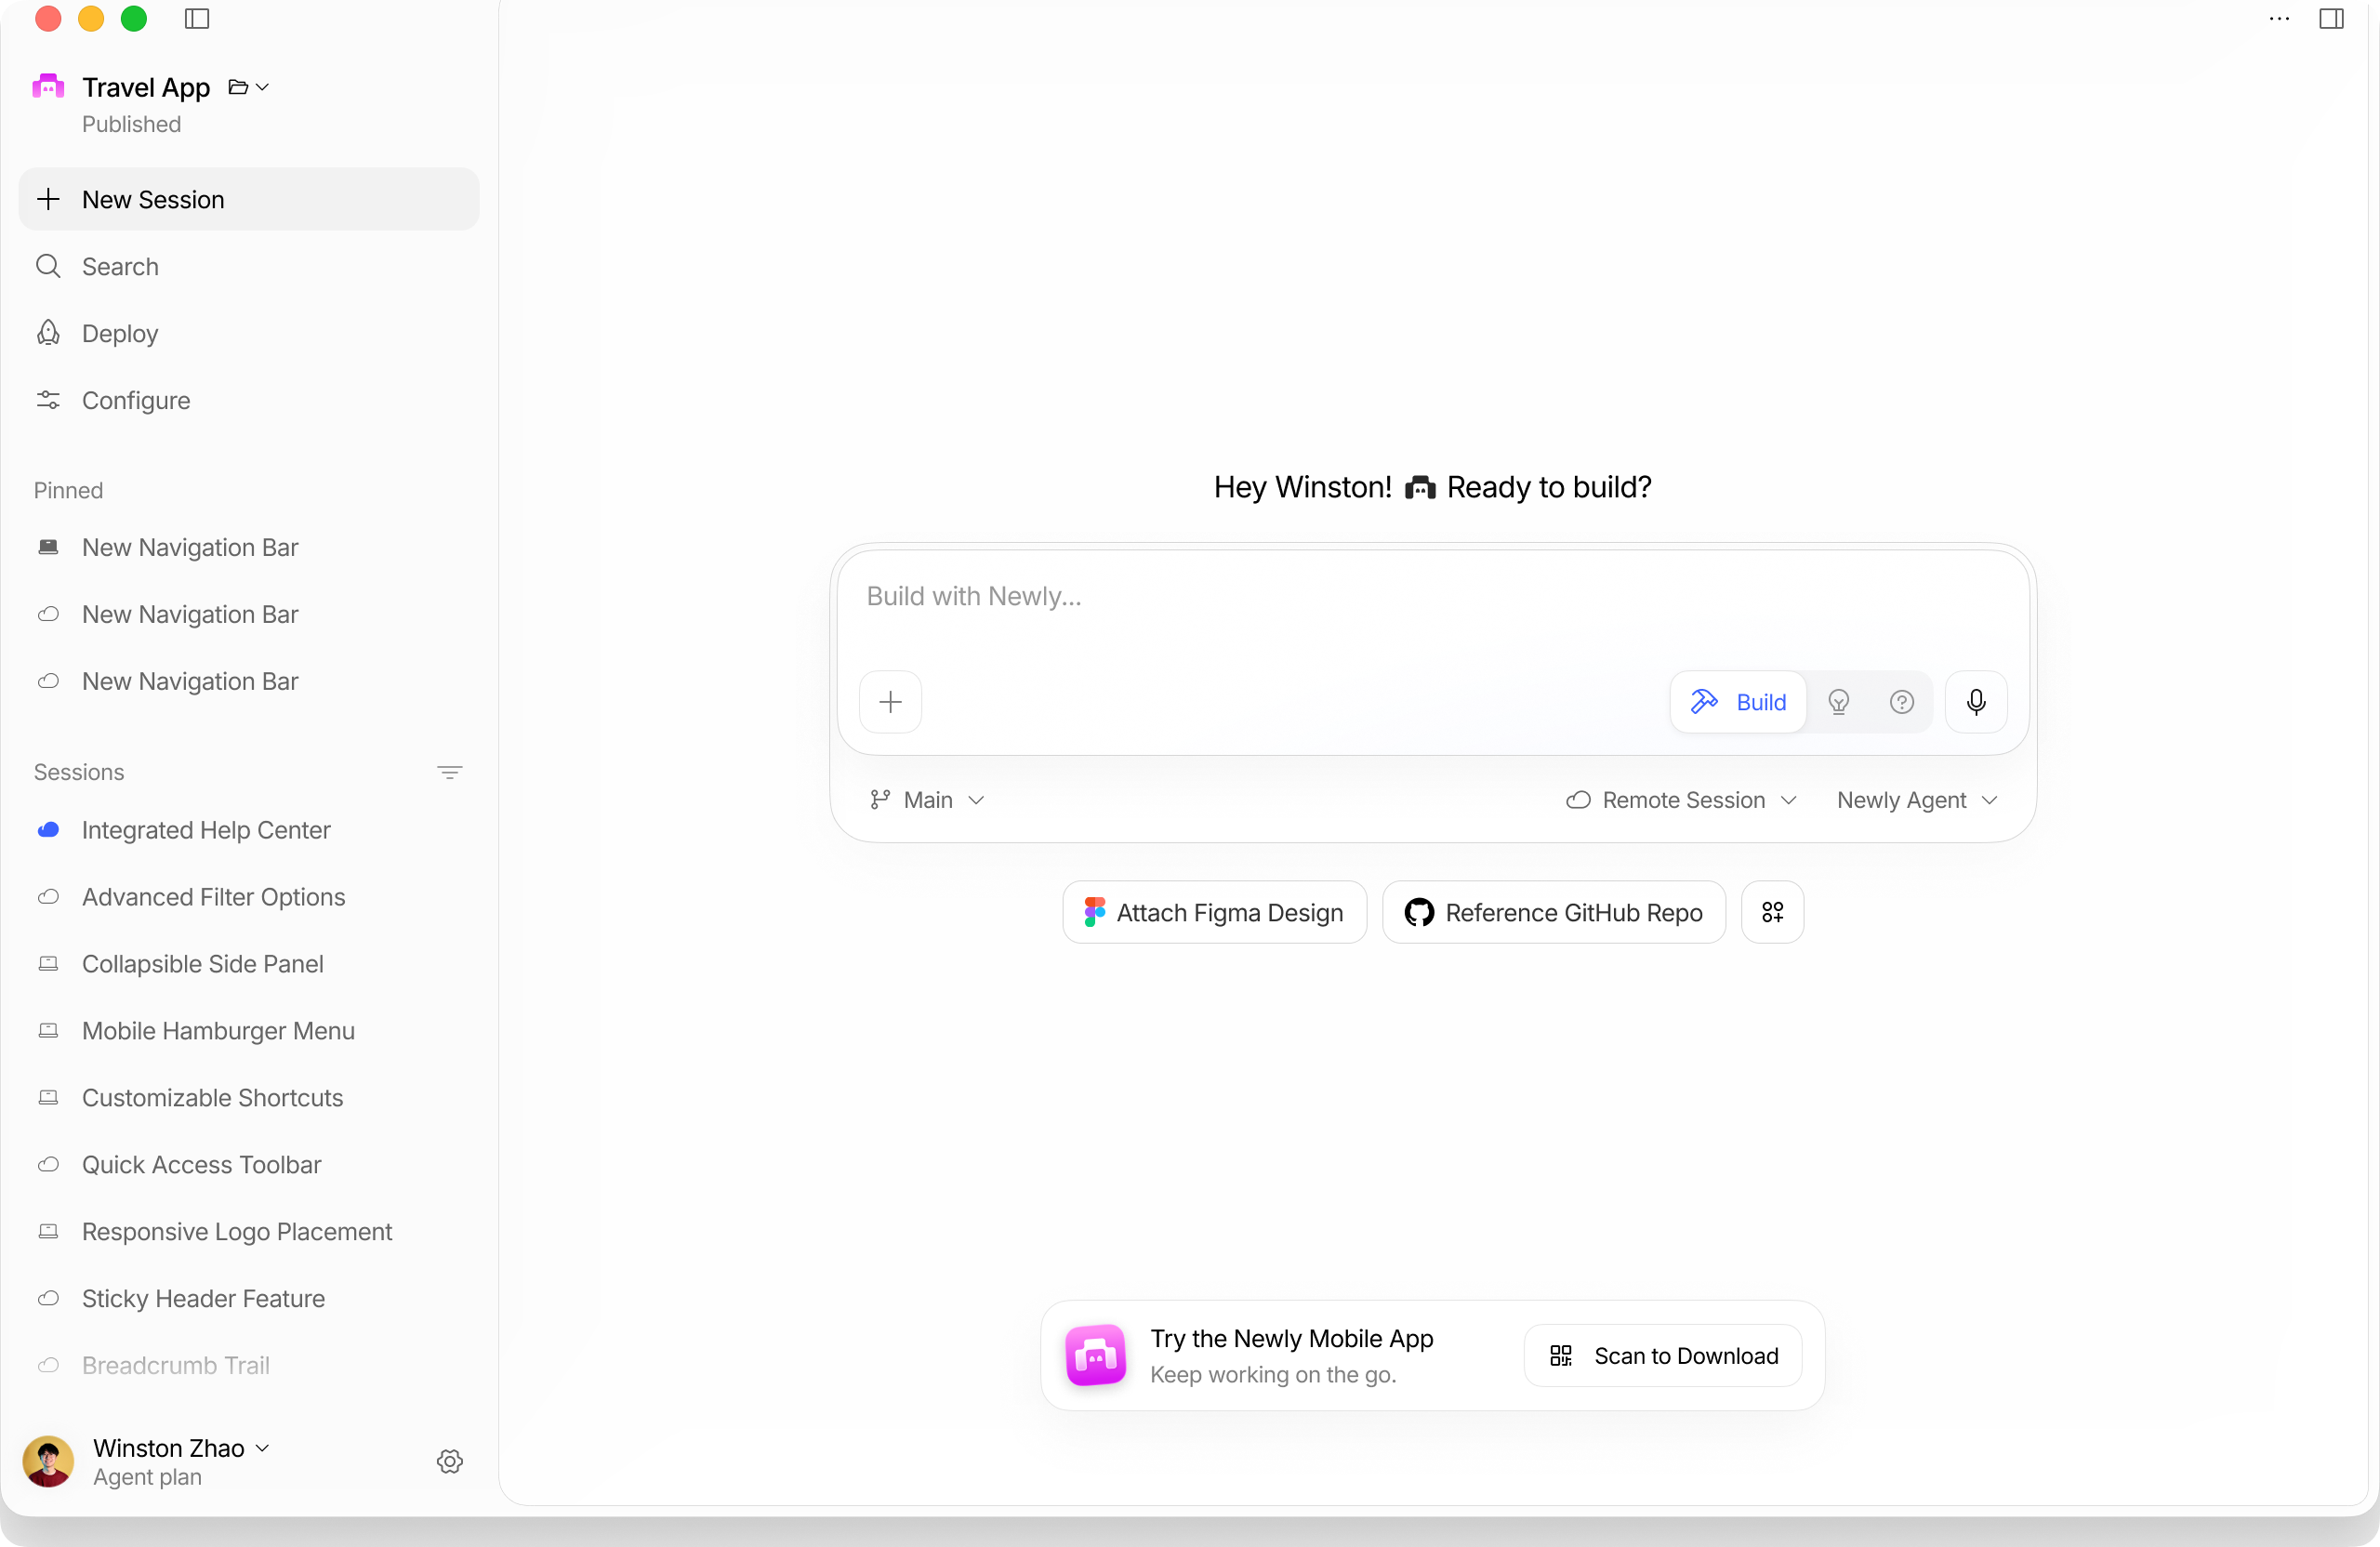 Travel App
Published
New Session
Search
Deploy
Configure
Pinned
New Navigation Bar
New Navigation Bar
New Navigation Bar
Sessions
Integrated Help Center
Advanced Filter Options
Collapsible Side Panel
Mobile Hamburger Menu
Customizable Shortcuts
Quick Access Toolbar
Responsive Logo Placement
Sticky Header Feature
Breadcrumb Trail
Winston Zhao
Agent plan
Hey Winston! Ready to build?
Build with Newly...
Build
Main
Remote Session
Newly Agent
Attach Figma Design
Reference GitHub Repo
Try the Newly Mobile App
Keep working on the go.
Scan to Download